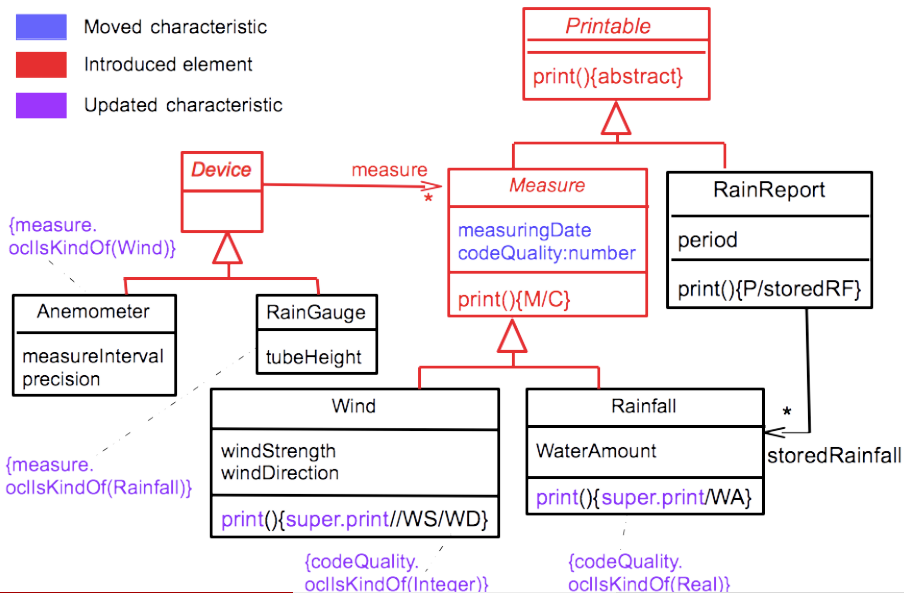 Moved characteristic
Introduced element
Updated characteristic
Printable
print(){abstract}
Device
measure
*
Measure
measuringDate
codeQuality:number
print(){M/C}
RainReport
period
print(){P/storedRF}
{measure.
oclIsKindOf(Wind)}
Anemometer
measureInterval
precision
RainGauge
tubeHeight
{measure.
oclIsKindOf(Rainfall)}
Wind
windStrength
windDirection
print(){super.print//WS/WD}
Rainfall
WaterAmount
print(){super.print/WA}
*
storedRainfall
{codeQuality.
oclIsKindOf(Integer)}
{codeQuality.
oclIsKindOf(Real)}